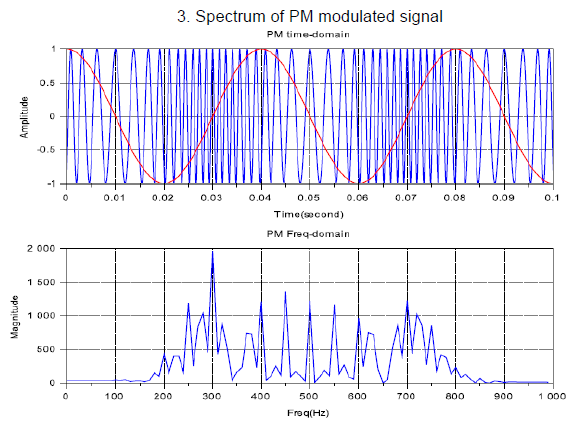 3. Spectrum of PM modulated signal
PM time-domain
Amplitude
1
0.5
0
-0.5
-1
0 0.01 0.02 0.03 0.04 0.05 0.06 0.07 0.08 0.09 0.1
Time(second)
PM Freq-domain
Magnitude
2 000
1 500
1 000
500
0
0 100 200 300 400 500 600 700 800 900 1 000
Freq(Hz)